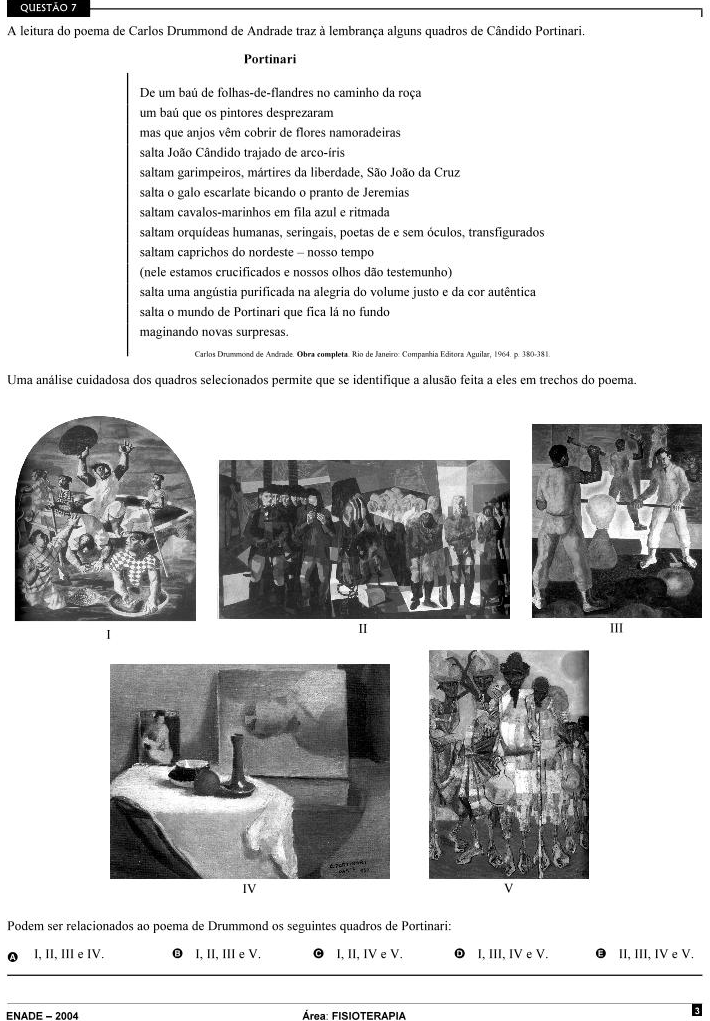 QUESTÃO 7
A leitura do poema de Carlos Drummond de Andrade traz à lembrança alguns quadros de Cândido Portinari.
Portinari
De um baú de folhas-de-flandres no caminho da roça
um baú que os pintores desprezaram
mas que anjos vêm cobrir de flores namoradeiras
salta João Cândido trajado de arco-íris
saltam garimpeiros, mártires da liberdade, São João da Cruz
salta o galo escarlate bicando o pranto de Jeremias
saltam cavalos-marinhos em fila azul e ritmada
saltam orquídeas humanas, seringais, poetas de e sem óculos, transfigurados
saltam caprichos do nordeste – nosso tempo
(nele estamos crucificados e nossos olhos dão testemunho)
salta uma angústia purificada na alegria do volume justo e da cor autêntica
salta o mundo de Portinari que fica lá no fundo
maginando novas surpresas.
Carlos Drummond de Andrade. Obra completa. Rio de Janeiro: Companhia Editora Aguilar, 1964. p. 380-381.
Uma análise cuidadosa dos quadros selecionados permite que se identifique a alusão feita a eles em trechos do poema.
I
II
III
IV
V
Podem ser relacionados ao poema de Drummond os seguintes quadros de Portinari:
A I, II, III e IV. B I, II, III e V. C I, II, IV e V. D I, III, IV e V. E II, III, IV e V.
3
ENADE – 2004 Área: FISIOTERAPIA